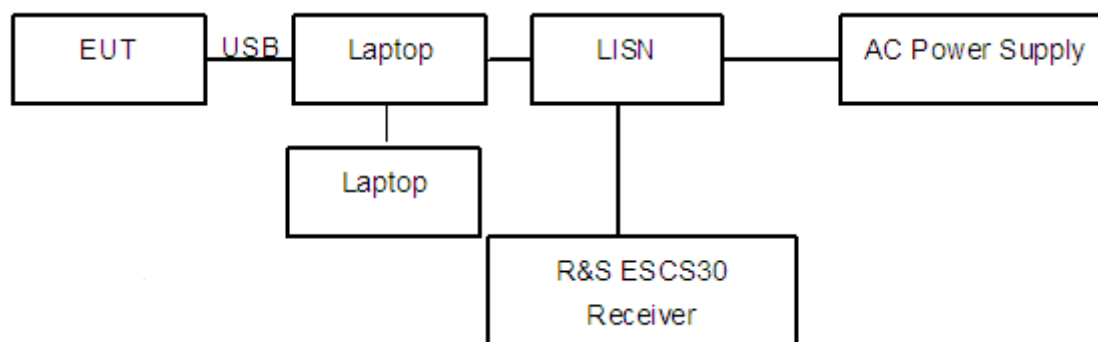 EUT
USB
Laptop
LISN
AC Power Supply
Laptop
R&S ESCS30
Receiver